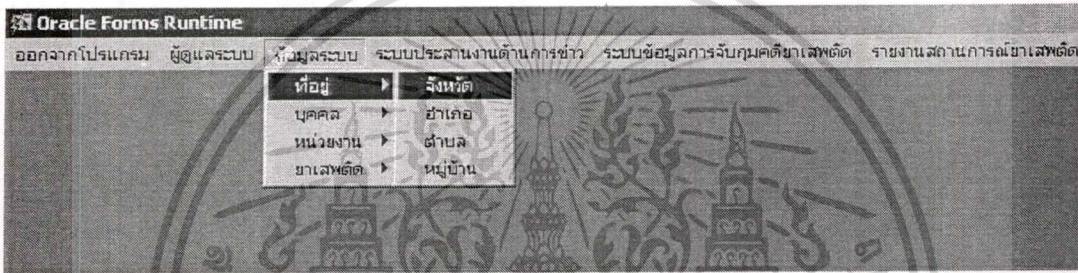 Oracle Forms Runtime
ออกจากโปรแกรม ผู้ดูแลระบบ ข้อมูลระบบ ระบบประสานงานด้านการข่าว ระบบข้อมูลการจับกุมคดียาเสพติด รายงานสถานการณ์ยาเสพติด
ที่อยู่ จังหวัด
บุคคล อำเภอ
หน่วยงาน ตำบล
ยาเสพติด หมู่บ้าน